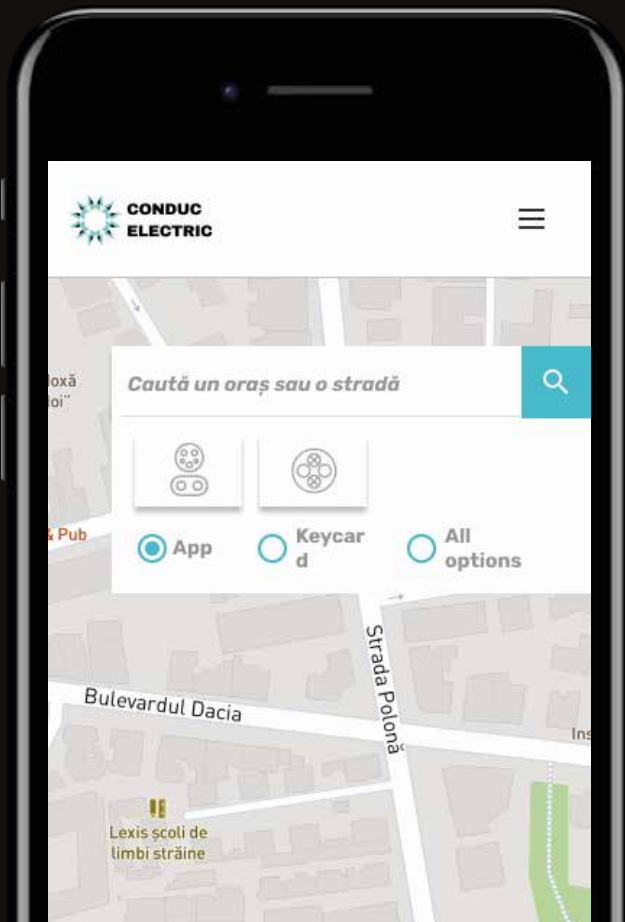 CONDUC
ELECTRIC
oxă
oi"
Caută un oraș sau o stradă
& Pub
App
Keycar
d
All
options
Strada Polonă
Bulevardul Dacia
Ins
Lexis școli de
limbi străine